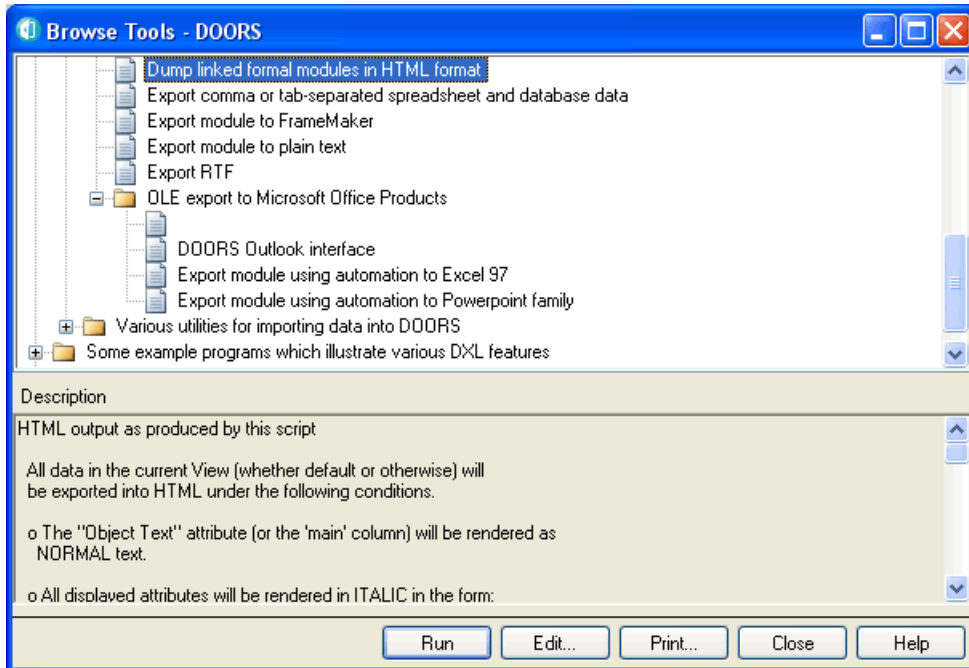 Browse Tools - DOORS
Dump linked formal modules in HTML format
Export comma or tab-separated spreadsheet and database data
Export module to FrameMaker
Export module to plain text
Export RTF
OLE export to Microsoft Office Products
DOORS Outlook interface
Export module using automation to Excel 97
Export module using automation to Powerpoint family
Various utilities for importing data into DOORS
Some example programs which illustrate various DXL features
Description
HTML output as produced by this script
All data in the current View (whether default or otherwise) will
be exported into HTML under the following conditions.
o The "Object Text" attribute (or the 'main' column) will be rendered as
NORMAL text.
o All displayed attributes will be rendered in ITALIC in the form:
Run Edit... Print... Close Help